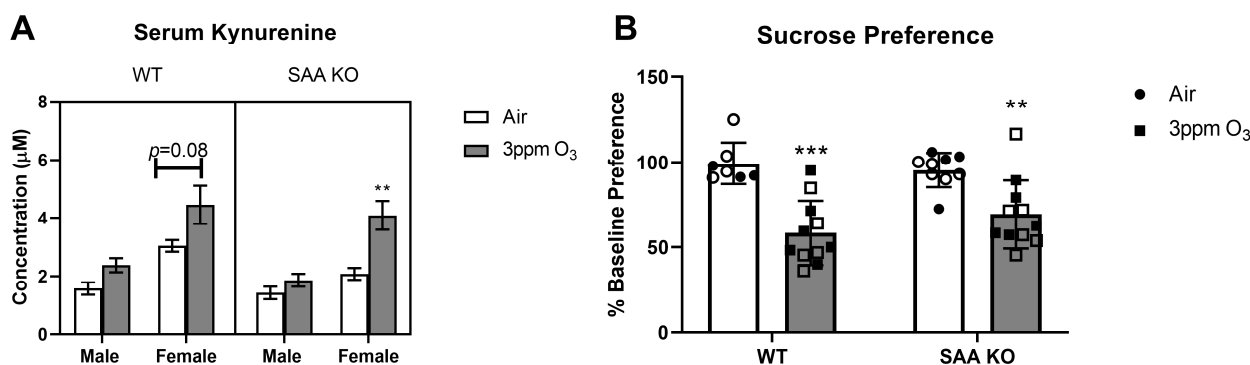 A
Serum Kynurenine
WT
SAA KO
Concentration (µM)
8
6
4
2
0
p=0.08
**
Male
Female
Male
Female
Air
3ppm O₃
B
Sucrose Preference
% Baseline Preference
150
100
50
0
***
**
WT
SAA KO
Air
3ppm O₃